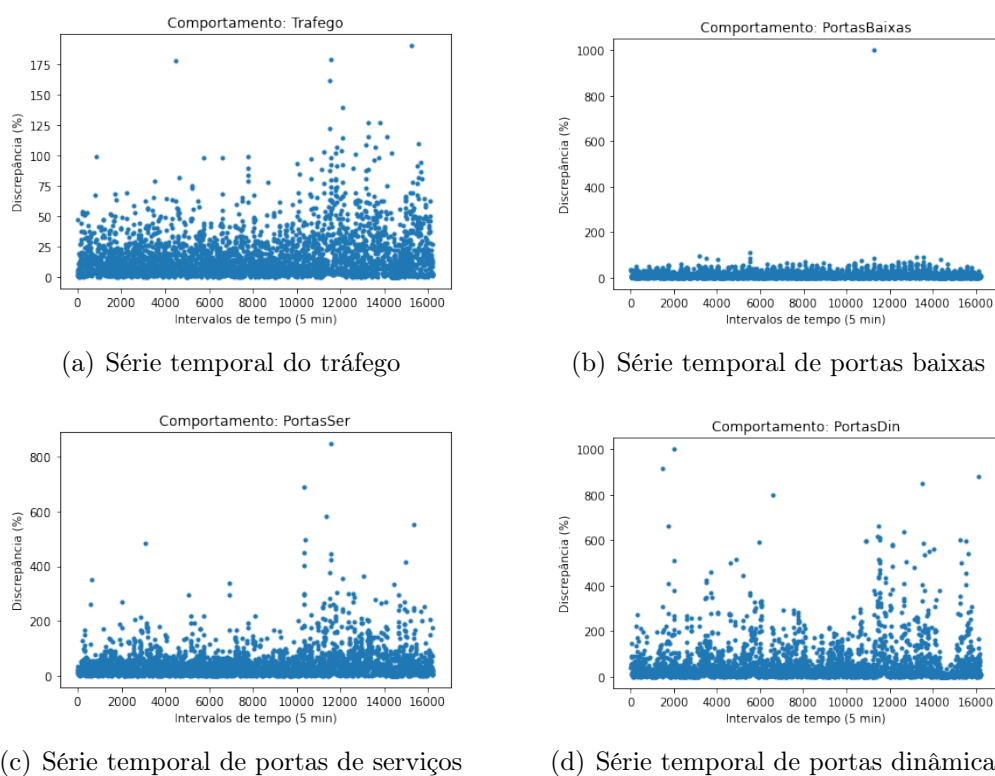 Comportamento: Trafego
Discrepância (%)
175
150
125
100
75
50
25
0
0 2000 4000 6000 8000 10000 12000 14000 16000
Intervalos de tempo (5 min)
(a) Série temporal do tráfego
Comportamento: PortasBaixas
Discrepância (%)
1000
800
600
400
200
0
0 2000 4000 6000 8000 10000 12000 14000 16000
Intervalos de tempo (5 min)
(b) Série temporal de portas baixas
Comportamento: PortasSer
Discrepância (%)
800
600
400
200
0
0 2000 4000 6000 8000 10000 12000 14000 16000
Intervalos de tempo (5 min)
(c) Série temporal de portas de serviços
Comportamento: PortasDin
Discrepância (%)
1000
800
600
400
200
0
0 2000 4000 6000 8000 10000 12000 14000 16000
Intervalos de tempo (5 min)
(d) Série temporal de portas dinâmica